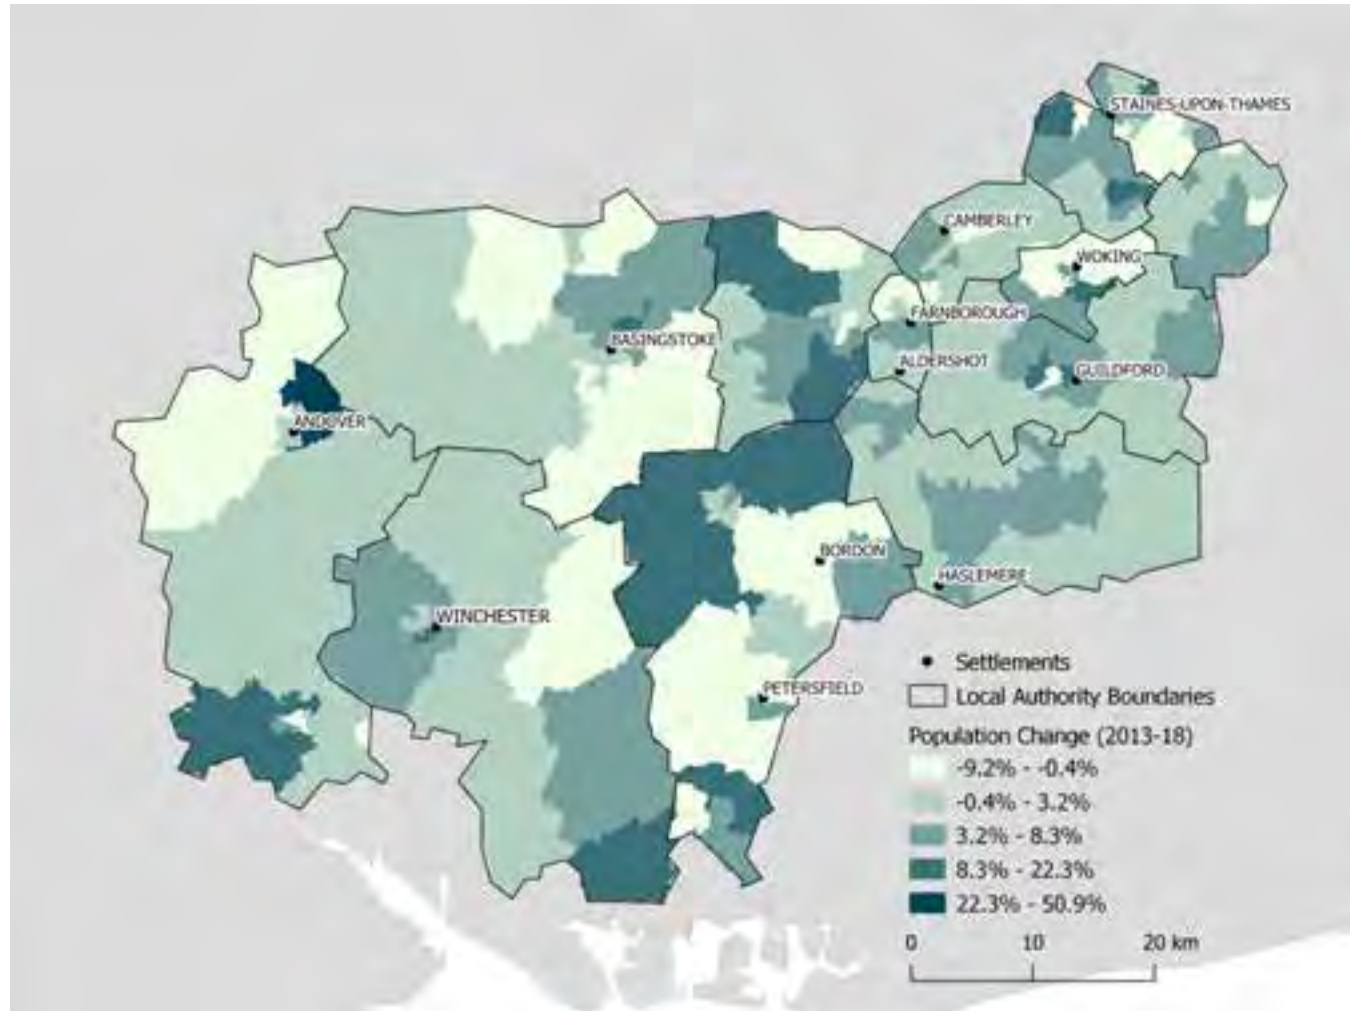 STAINES-UPON-THAMES
CAMBERLEY
WOKING
FARNBOROUGH
BASINGSTOKE
ALDERSHOT
GUILDFORD
ANDOVER
BORDON
HASLEMERE
WINCHESTER
PETERSFIELD
Settlements
Local Authority Boundaries
Population Change (2013-18)
-9.2% - -0.4%
-0.4% - 3.2%
3.2% - 8.3%
8.3% - 22.3%
22.3% - 50.9%
0 10 20 km